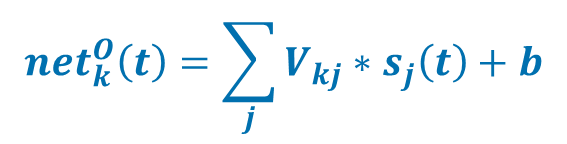 net_k^O(t) = ∑_j V_kj * s_j(t) + b